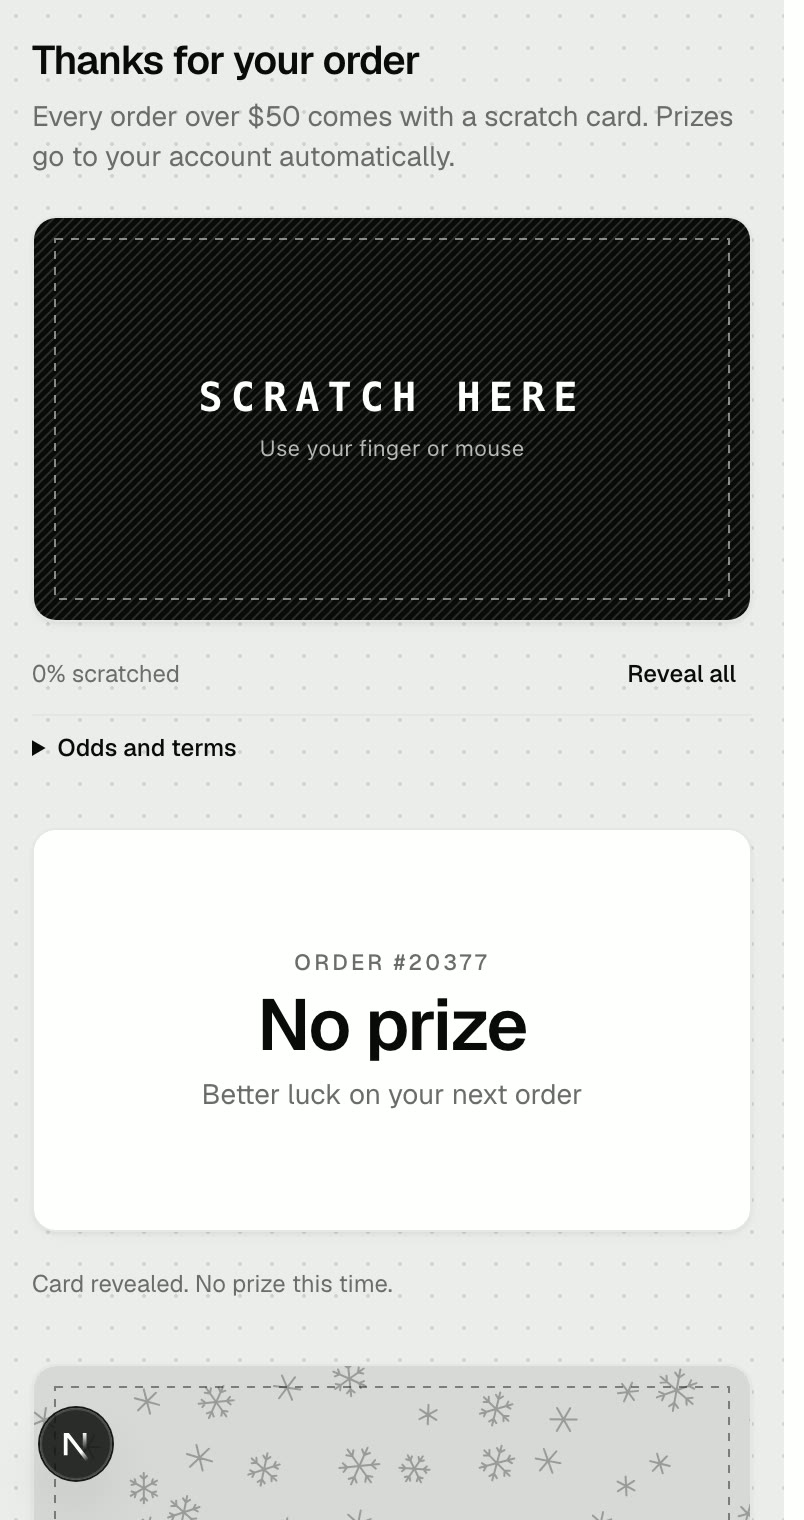 Thanks for your order
Every order over $50 comes with a scratch card. Prizes
go to your account automatically.
SCRATCH HERE
Use your finger or mouse
0% scratched
Reveal all
Odds and terms
ORDER #20377
No prize
Better luck on your next order
Card revealed. No prize this time.
N